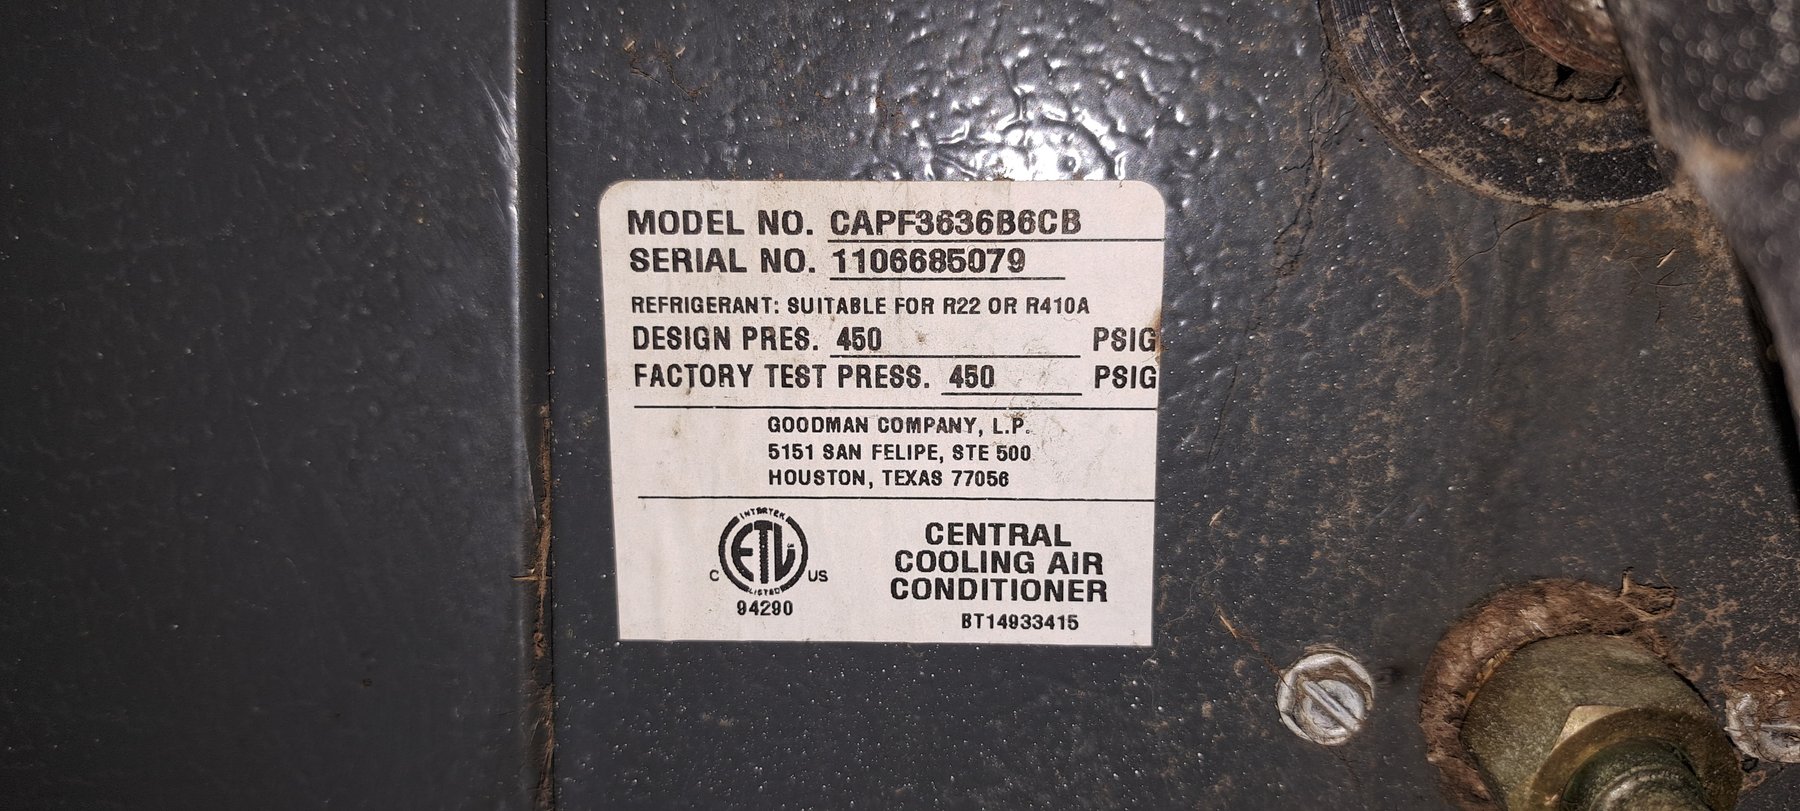 MODEL NO. CAPF3636B6CB
SERIAL NO. 1106685079
REFRIGERANT: SUITABLE FOR R22 OR R410A
DESIGN PRES. 450 PSIG
FACTORY TEST PRESS. 450 PSIG
GOODMAN COMPANY, L.P.
5151 SAN FELIPE, STE 500
HOUSTON, TEXAS 77056
INTERTEK
ETL
C US
LISTED
94290
CENTRAL
COOLING AIR
CONDITIONER
BT14933415